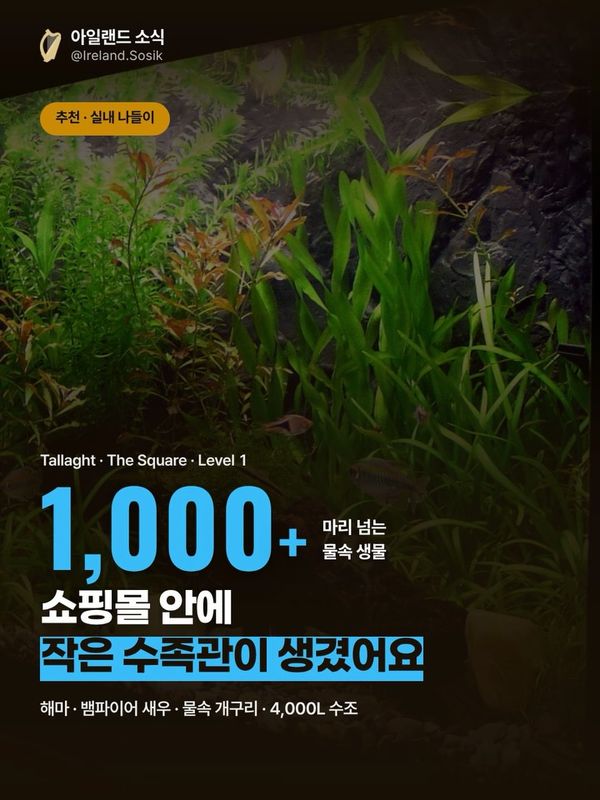 아일랜드 소식
@Ireland.Sosik
추천 · 실내 나들이
Tallaght · The Square · Level 1
1,000+
마리 넘는
물속 생물
쇼핑몰 안에
작은 수족관이 생겼어요
해마 · 뱀파이어 새우 · 물속 개구리 · 4,000L 수조